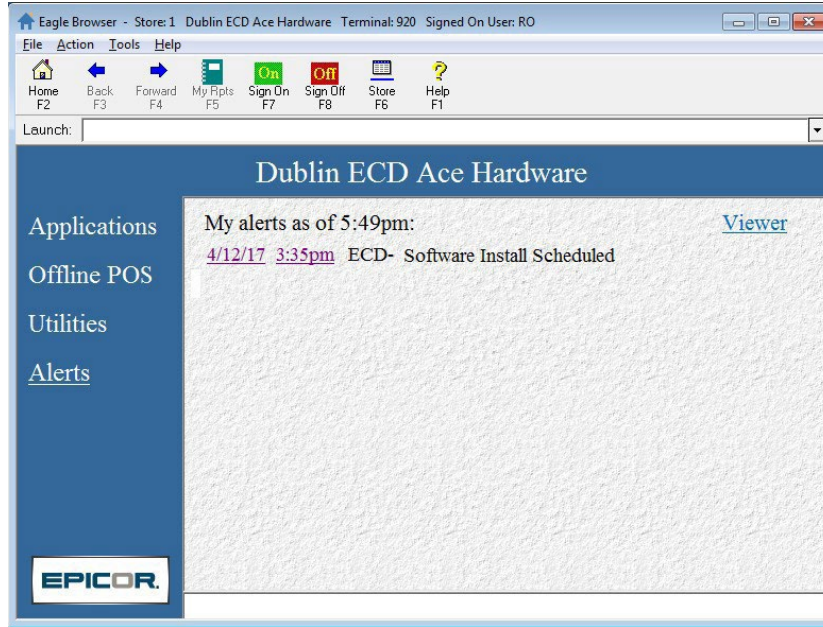 Eagle Browser - Store: 1 Dublin ECD Ace Hardware Terminal: 920 Signed On User: RO
File Action Tools Help
On Off ?
Home Back Forward My Rpts Sign On Sign Off Store Help
F2 F3 F4 F5 F7 F8 F6 F1
Launch:
Dublin ECD Ace Hardware
Applications
Offline POS
Utilities
Alerts
My alerts as of 5:49pm: Viewer
4/12/17 3:35pm ECD- Software Install Scheduled
EPICOR.